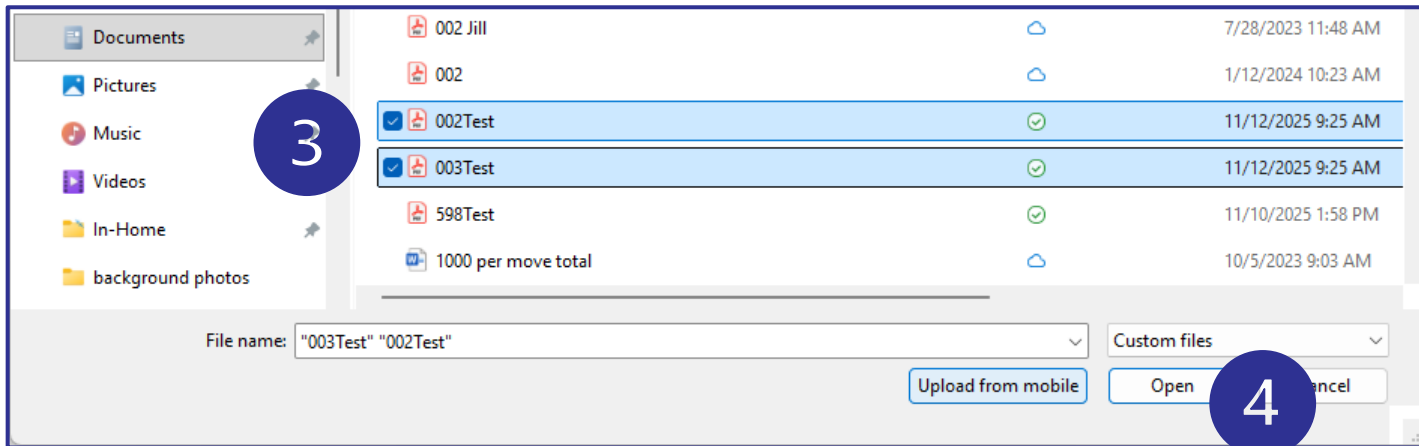 Documents
Pictures
Music
Videos
In-Home
background photos
3
002 Jill 7/28/2023 11:48 AM
002 1/12/2024 10:23 AM
002Test 11/12/2025 9:25 AM
003Test 11/12/2025 9:25 AM
598Test 11/10/2025 1:58 PM
1000 per move total 10/5/2023 9:03 AM
File name: "003Test" "002Test" Custom files
Upload from mobile Open ancel
4